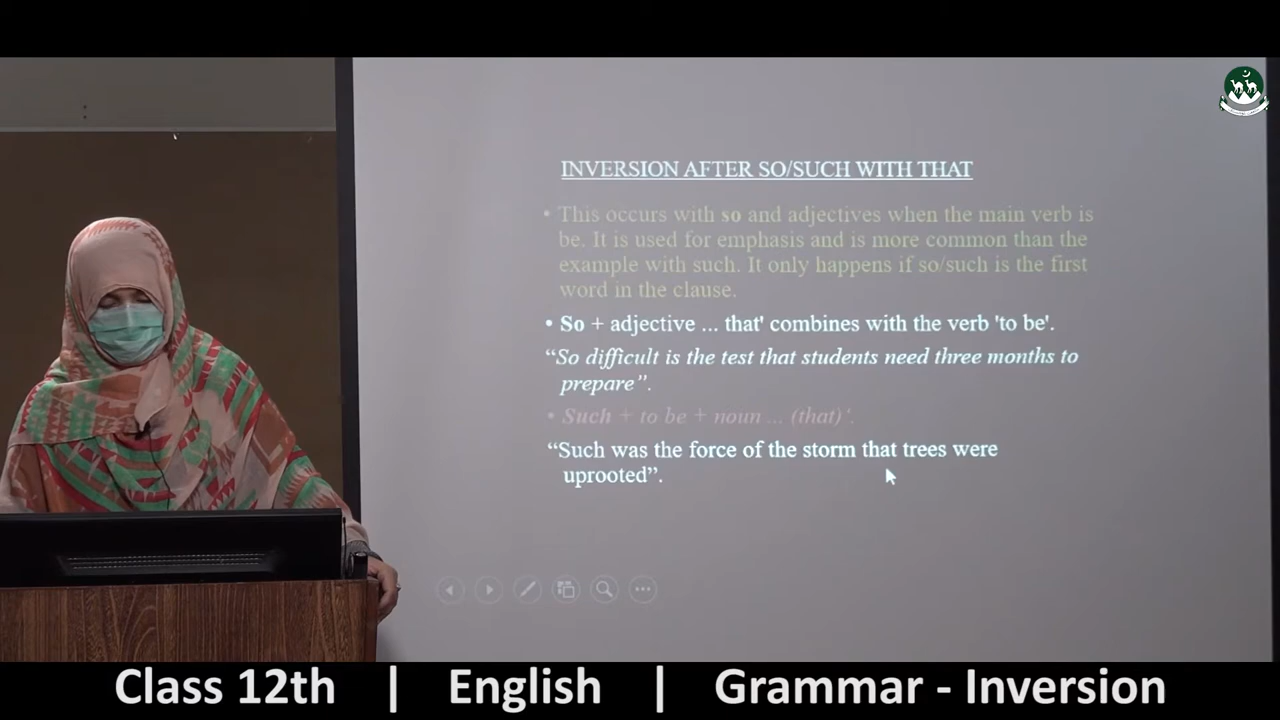 INVERSION AFTER SO/SUCH WITH THAT
• This occurs with so and adjectives when the main verb is
be. It is used for emphasis and is more common than the
example with such. It only happens if so/such is the first
word in the clause.
• So + adjective ... that' combines with the verb 'to be'.
“So difficult is the test that students need three months to
prepare”.
• Such + to be + noun ... (that)'.
“Such was the force of the storm that trees were
uprooted”.
Class 12th | English | Grammar - Inversion